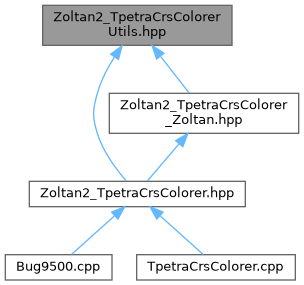 Zoltan2_TpetraCrsColorer
Utils.hpp
Zoltan2_TpetraCrsColorer
_Zoltan.hpp
Zoltan2_TpetraCrsColorer.hpp
Bug9500.cpp
TpetraCrsColorer.cpp